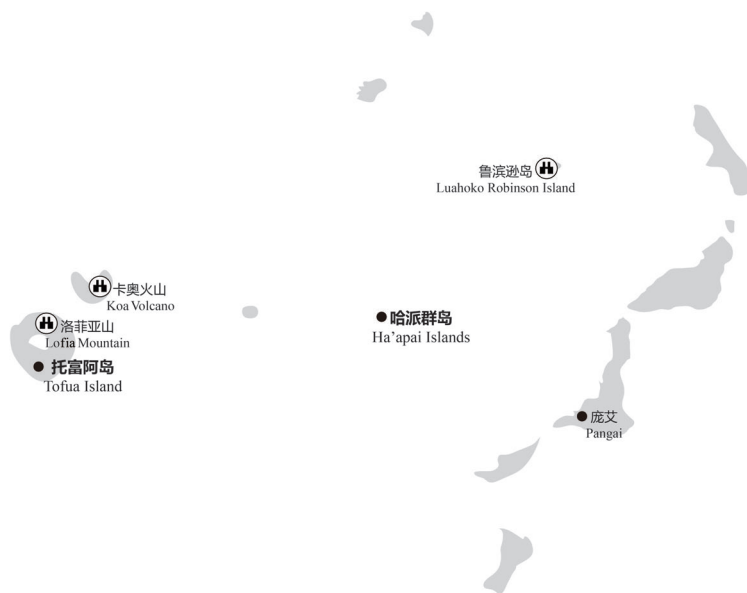 鲁滨逊岛
Luahoko Robinson Island
卡奥火山
Koa Volcano
洛菲亚山
Lofia Mountain
托富阿岛
Tofua Island
哈派群岛
Ha'apai Islands
庞艾
Pangai